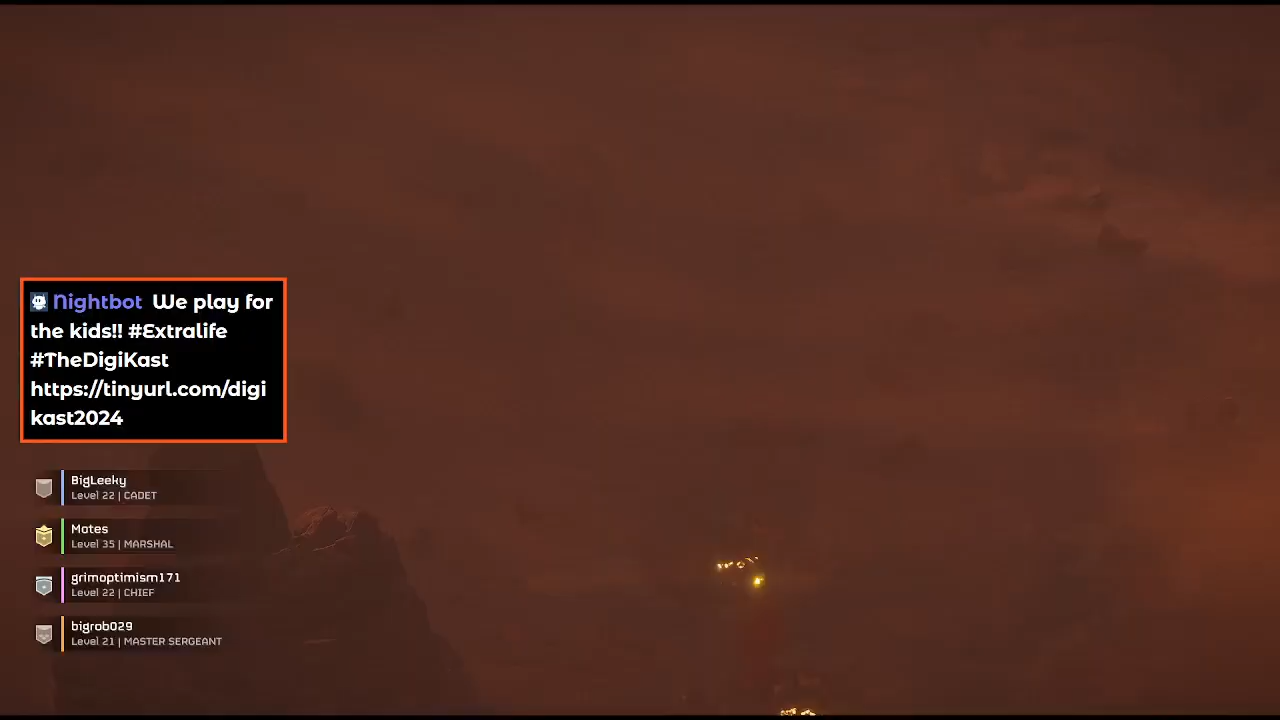 Nightbot We play for
the kids!! #Extralife
#TheDigiKast
https://tinyurl.com/digi
kast2024
BigLeeky
Level 22 | CADET
Mates
Level 35 | MARSHAL
grimoptimism171
Level 22 | CHIEF
bigrob029
Level 21 | MASTER SERGEANT